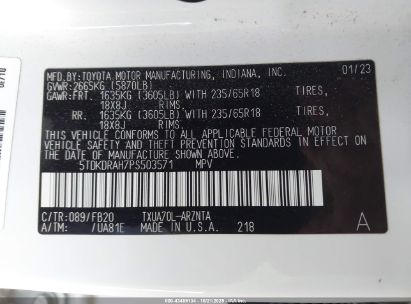 MFD.BY:TOYOTA MOTOR MANUFACTURING, INDIANA, INC. 01/23
GVWR:2665KG (5870LB)
GAWR:FRT. 1635KG (3605LB) WITH 235/65R18 TIRES,
18X8J RIMS,
RR. 1635KG (3605LB) WITH 235/65R18 TIRES,
18X8J RIMS.
THIS VEHICLE CONFORMS TO ALL APPLICABLE FEDERAL MOTOR
VEHICLE SAFETY AND THEFT PREVENTION STANDARDS IN EFFECT
ON THE DATE OF MANUFACTURE SHOWN ABOVE.
5TDKDRAH7PS503571 MPV
C/TR:089/FB20 TXUA70L-ARZNTA
A/TM: /UA81E MADE IN U.S.A. 218 A